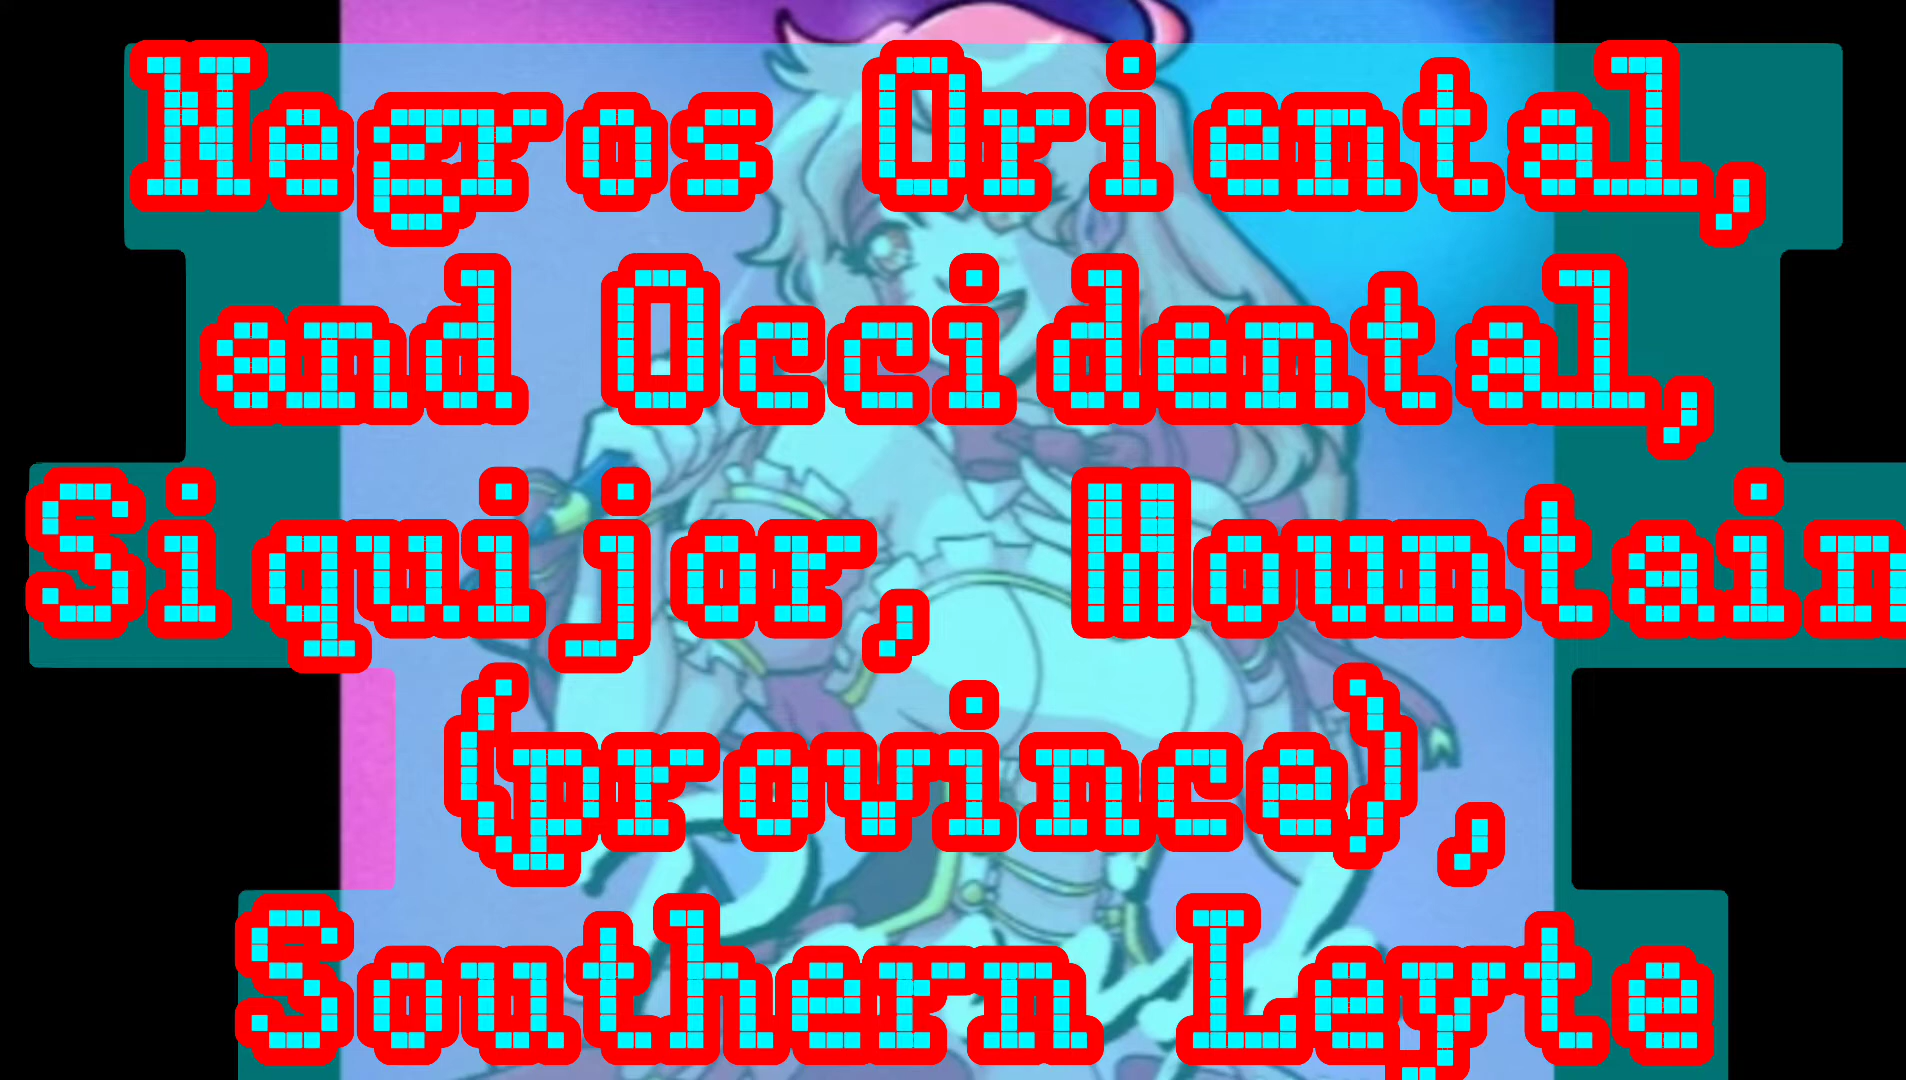 Negros Oriental,
and Occidental,
Siquijor, Mountain
(province),
Southern Leyte